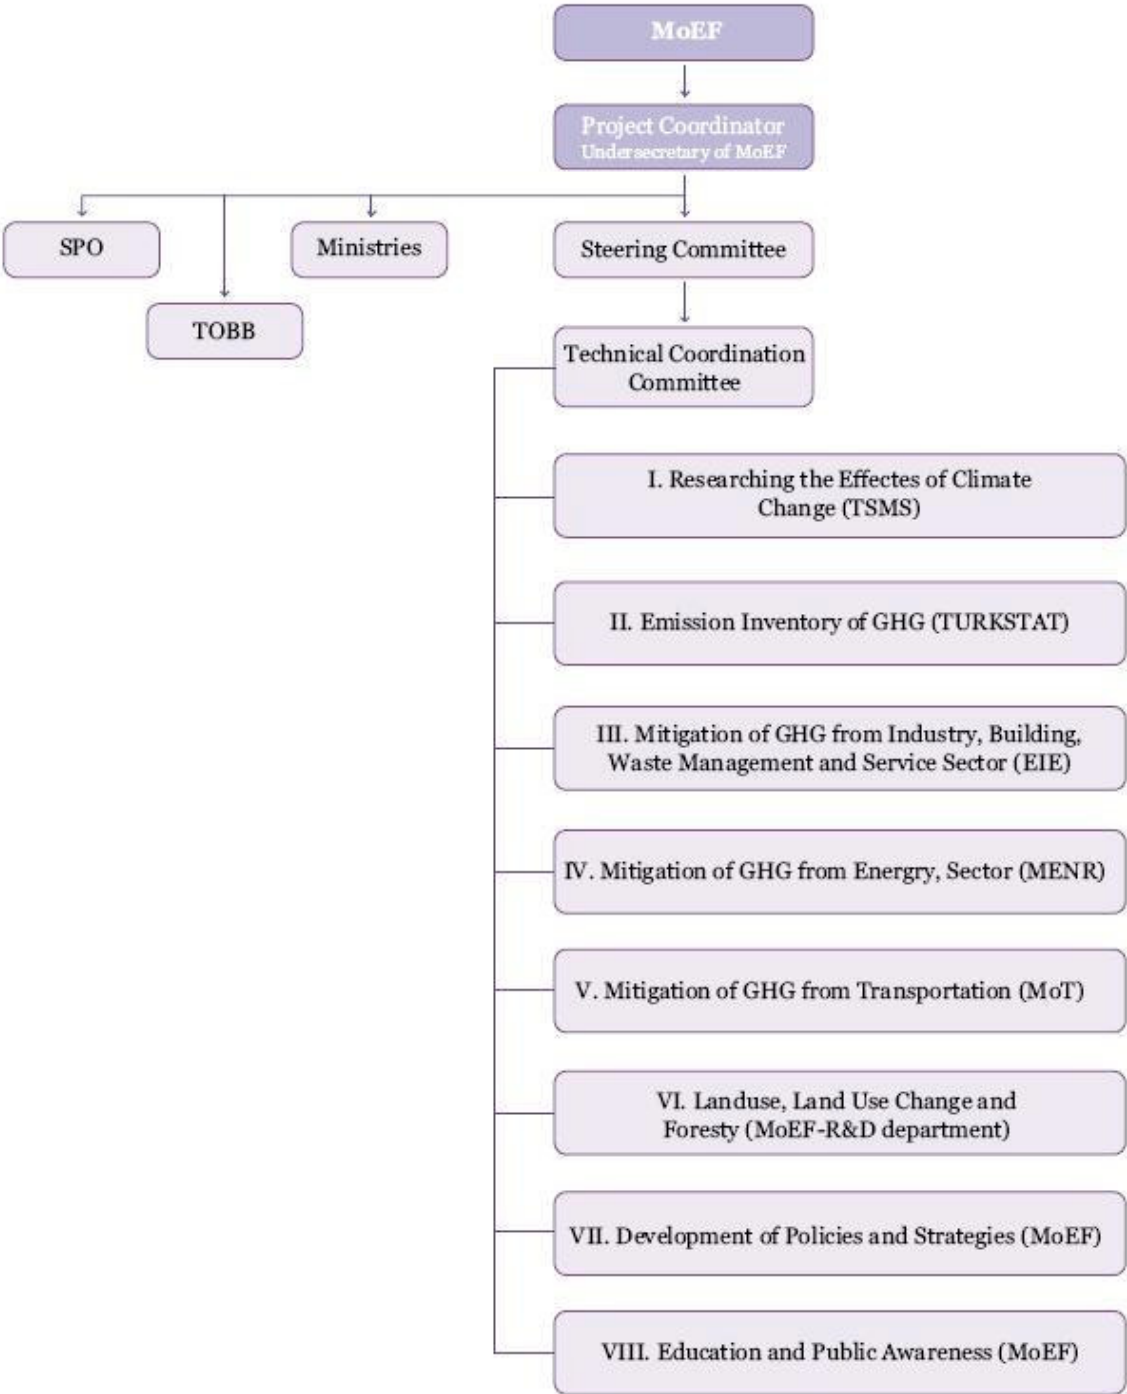 MoEF
Project Coordinator
Undersecretary of MoEF
SPO
Ministries
Steering Committee
TOBB
Technical Coordination
Committee
I. Researching the Effectes of Climate
Change (TSMS)
II. Emission Inventory of GHG (TURKSTAT)
III. Mitigation of GHG from Industry, Building,
Waste Management and Service Sector (EIE)
IV. Mitigation of GHG from Energry, Sector (MENR)
V. Mitigation of GHG from Transportation (MoT)
VI. Landuse, Land Use Change and
Foresty (MoEF-R&D department)
VII. Development of Policies and Strategies (MoEF)
VIII. Education and Public Awareness (MoEF)